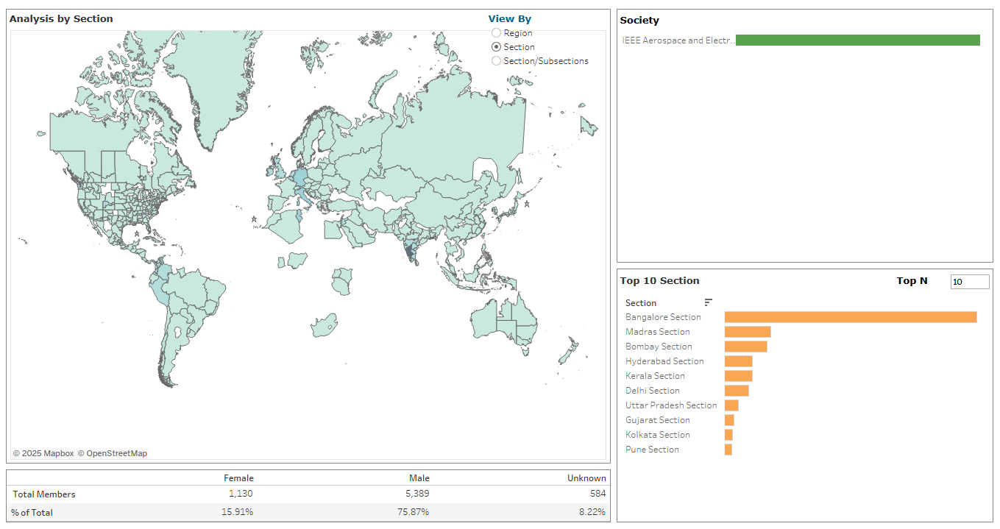 Analysis by Section
View By
Region
Section
Section/Subsections
© 2025 Mapbox © OpenStreetMap
Female Male Unknown
Total Members 1,130 5,389 584
% of Total 15.91% 75.87% 8.22%
Society
IEEE Aerospace and Electr..
Top 10 Section
Top N 10
Section
Bangalore Section
Madras Section
Bombay Section
Hyderabad Section
Kerala Section
Delhi Section
Uttar Pradesh Section
Gujarat Section
Kolkata Section
Pune Section